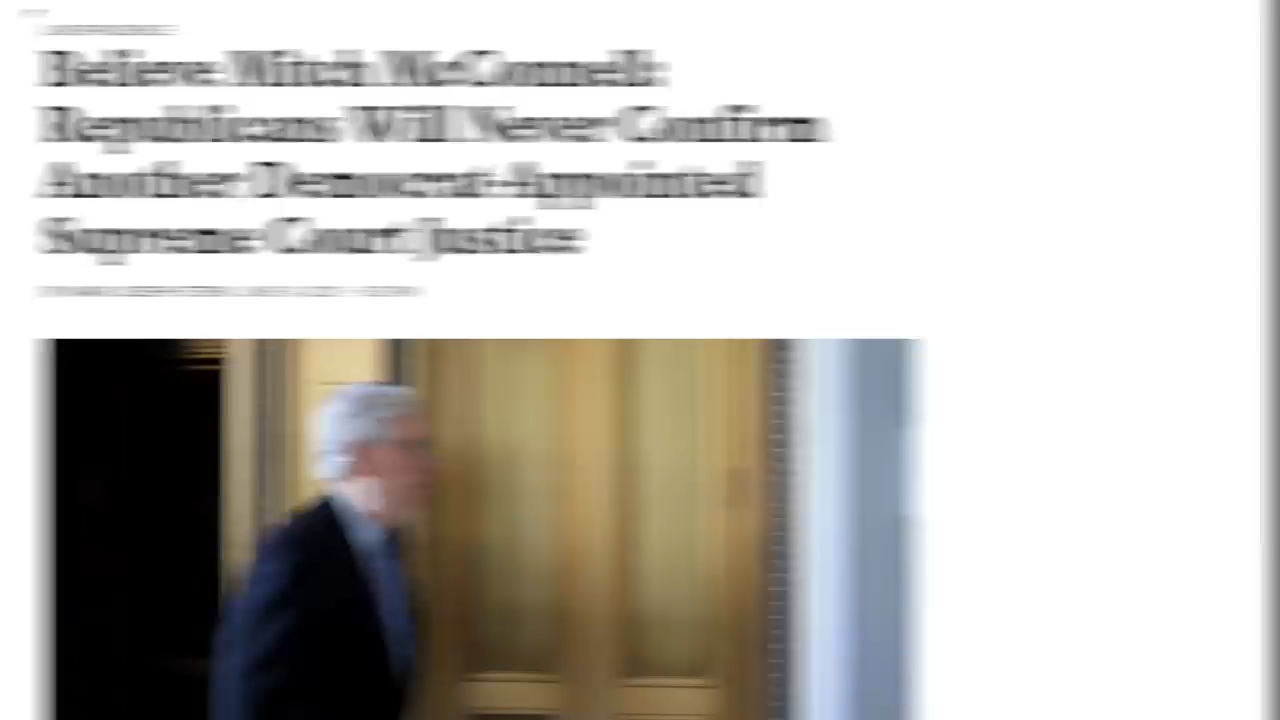 Believe Mitch McConnell:
Republicans Will Never Confirm
Another Democrat-Appointed
Supreme Court Justice